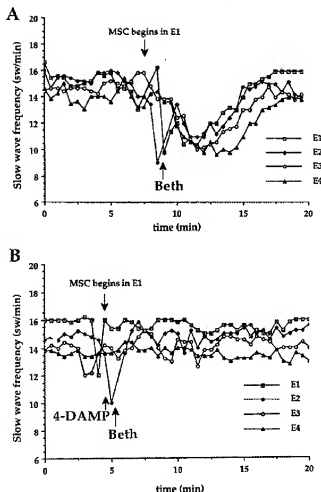 A
MSC begins in E1
Slow wave frequency (sw/min)
16
14
12
10
8
6
Beth
E1
E2
E3
E4
0
5
10
15
20
time (min)
B
MSC begins in E1
Slow wave frequency (sw/min)
20
18
16
14
12
10
8
6
4-DAMP
Beth
E1
E2
E3
E4
0
5
10
15
20
time (min)